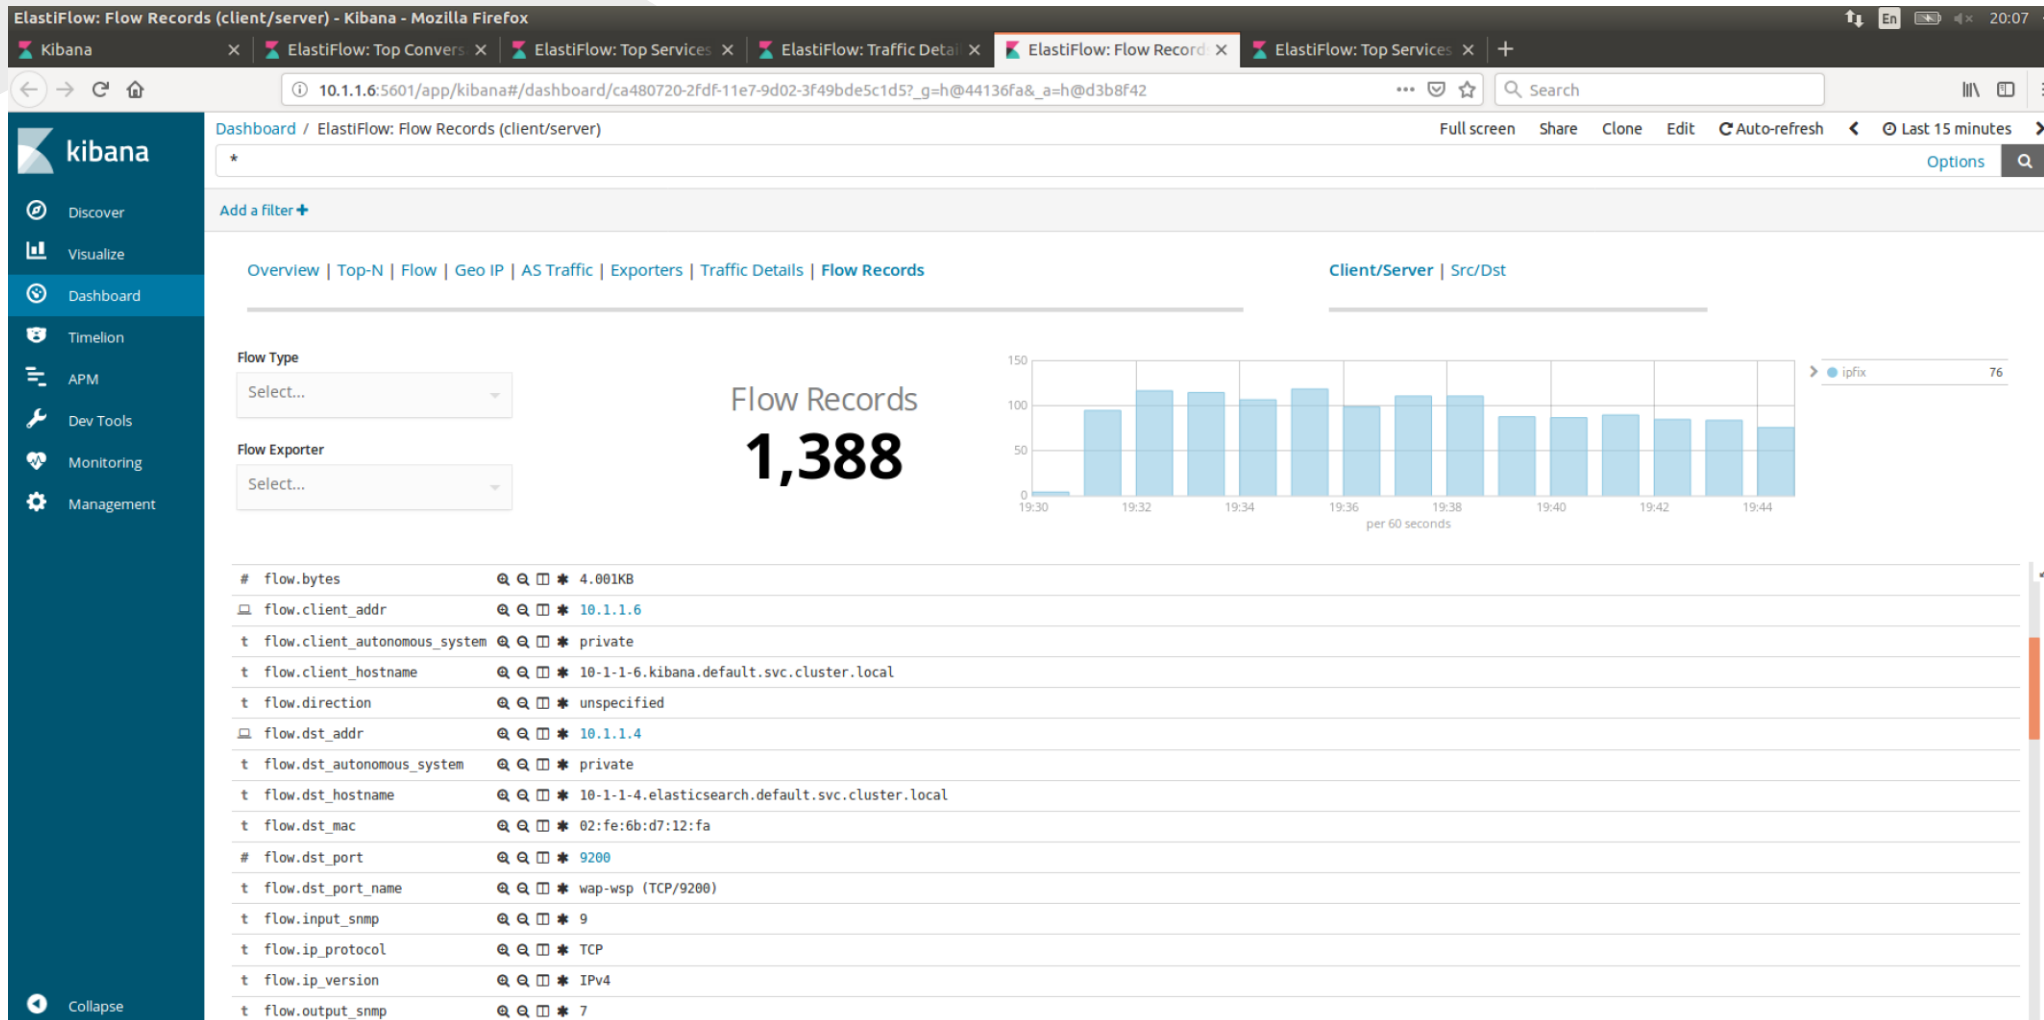 ElastiFlow: Flow Records (client/server) - Kibana - Mozilla Firefox
En 20:07
Kibana
ElastiFlow: Top Convers
ElastiFlow: Top Services
ElastiFlow: Traffic Detail
ElastiFlow: Flow Record
ElastiFlow: Top Services
10.1.1.6:5601/app/kibana#/dashboard/ca480720-2fdf-11e7-9d02-3f49bde5c1d5?_g=h@44136fa&_a=h@d3b8f42
Search
kibana
Discover
Visualize
Dashboard
Timelion
APM
Dev Tools
Monitoring
Management
Collapse
Dashboard / ElastiFlow: Flow Records (client/server)
Full screen Share Clone Edit Auto-refresh Last 15 minutes
*
Options
Add a filter +
Overview | Top-N | Flow | Geo IP | AS Traffic | Exporters | Traffic Details | Flow Records
Client/Server | Src/Dst
Flow Type
Select...
Flow Exporter
Select...
Flow Records
1,388
150
100
50
0
19:30 19:32 19:34 19:36 19:38 19:40 19:42 19:44
per 60 seconds
ipfix 76
# flow.bytes 4.001KB
flow.client_addr 10.1.1.6
t flow.client_autonomous_system private
t flow.client_hostname 10-1-1-6.kibana.default.svc.cluster.local
t flow.direction unspecified
flow.dst_addr 10.1.1.4
t flow.dst_autonomous_system private
t flow.dst_hostname 10-1-1-4.elasticsearch.default.svc.cluster.local
t flow.dst_mac 02:fe:6b:d7:12:fa
# flow.dst_port 9200
t flow.dst_port_name wap-wsp (TCP/9200)
t flow.input_snmp 9
t flow.ip_protocol TCP
t flow.ip_version IPv4
t flow.output_snmp 7